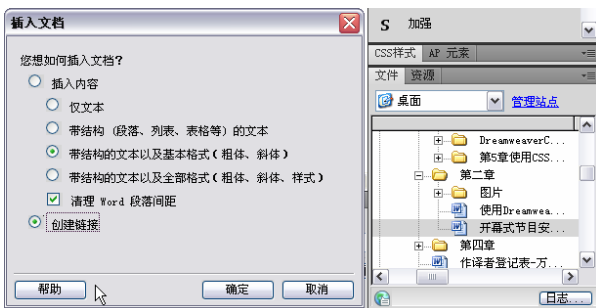 插入文档
您想如何插入文档?
插入内容
仅文本
带结构 (段落、列表、表格等) 的文本
带结构的文本以及基本格式(粗体、斜体)
带结构的文本以及全部格式(粗体、斜体、样式)
清理 Word 段落间距
创建链接
帮助
确定
取消
S 加强
CSS样式 AP 元素
文件 资源
桌面 管理站点
DreamweaverC...
第5章使用CSS...
第二章
图片
使用Dreamwea...
开幕式节目安...
第四章
作译者登记表-万...
日志...